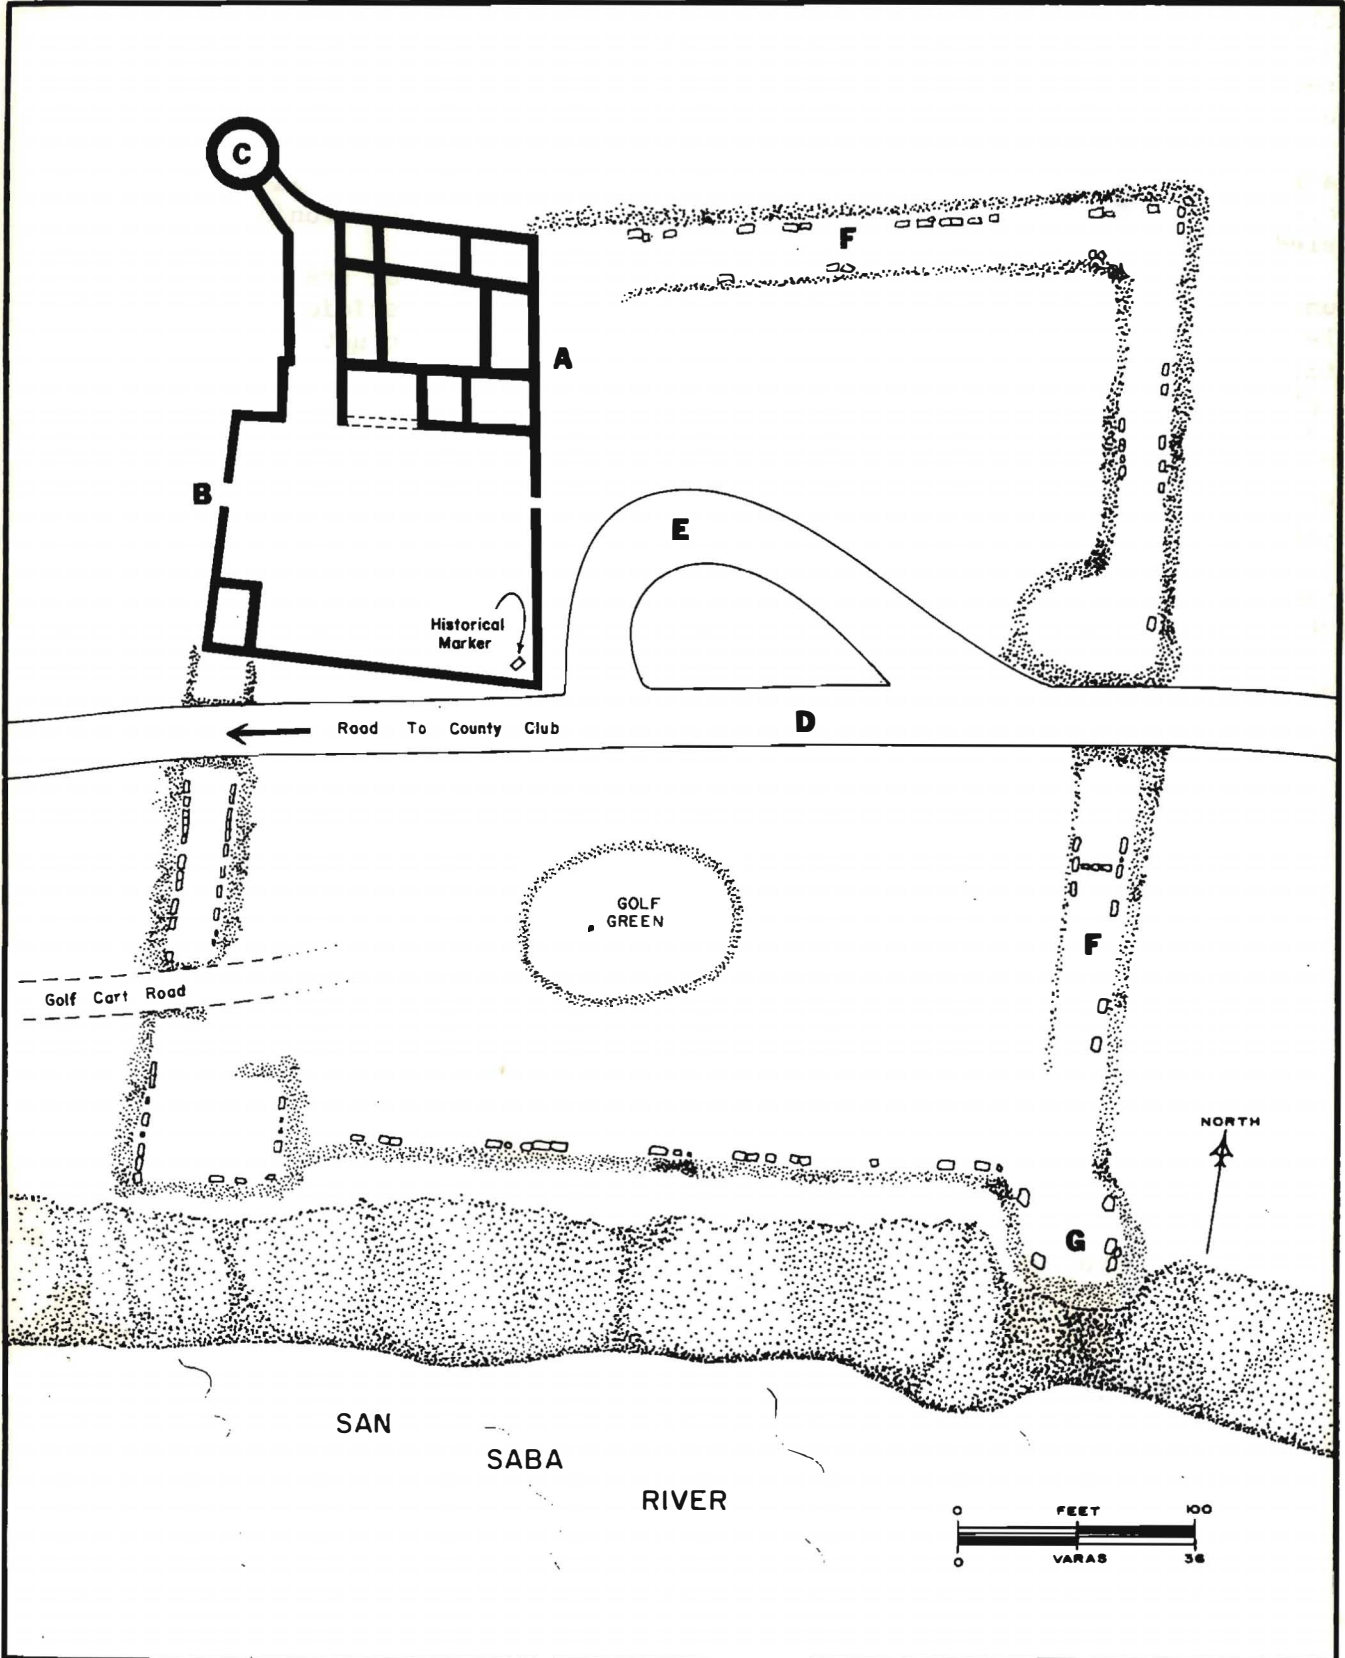 C
F
A
E
B
Historical
Marker
D
Road To County Club
GOLF
GREEN
F
Golf Cart Road
NORTH
G
SAN
SABA
RIVER
0 FEET 100
0 VARAS 36